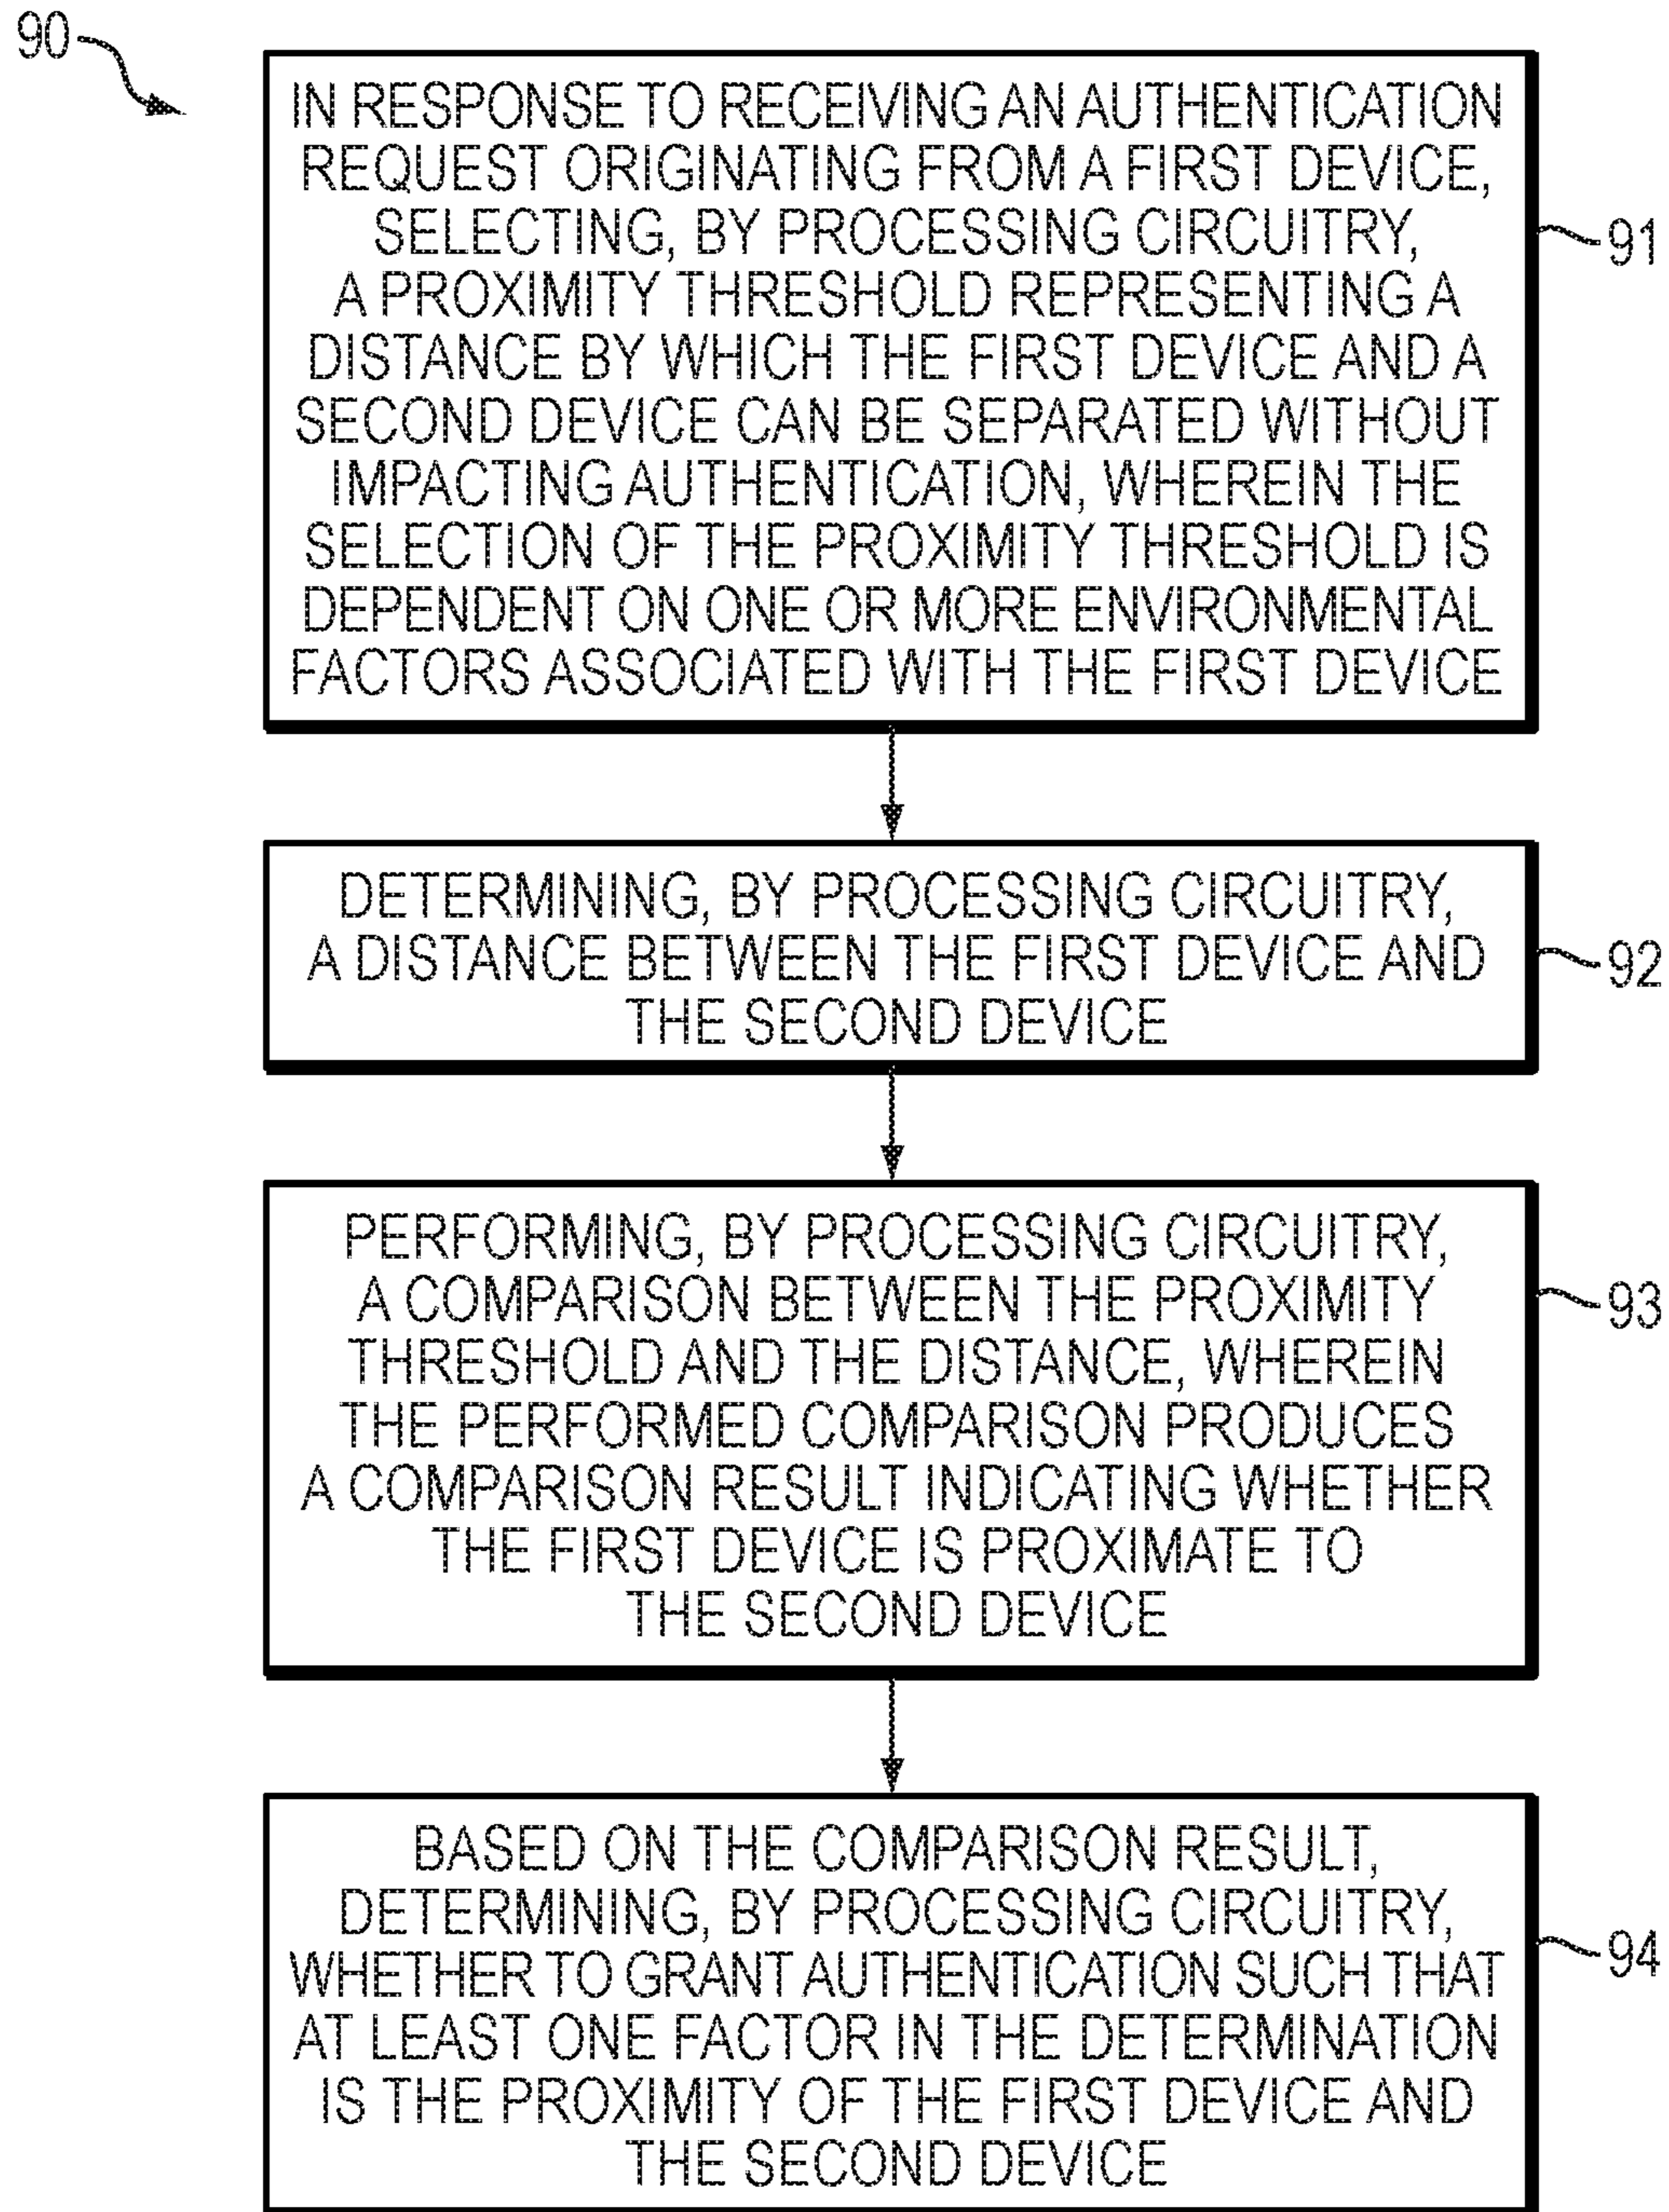 90
IN RESPONSE TO RECEIVING AN AUTHENTICATION
REQUEST ORIGINATING FROM A FIRST DEVICE,
SELECTING, BY PROCESSING CIRCUITRY,
A PROXIMITY THRESHOLD REPRESENTING A
DISTANCE BY WHICH THE FIRST DEVICE AND A
SECOND DEVICE CAN BE SEPARATED WITHOUT
IMPACTING AUTHENTICATION, WHEREIN THE
SELECTION OF THE PROXIMITY THRESHOLD IS
DEPENDENT ON ONE OR MORE ENVIRONMENTAL
FACTORS ASSOCIATED WITH THE FIRST DEVICE
91
DETERMINING, BY PROCESSING CIRCUITRY,
A DISTANCE BETWEEN THE FIRST DEVICE AND
THE SECOND DEVICE
92
PERFORMING, BY PROCESSING CIRCUITRY,
A COMPARISON BETWEEN THE PROXIMITY
THRESHOLD AND THE DISTANCE, WHEREIN
THE PERFORMED COMPARISON PRODUCES
A COMPARISON RESULT INDICATING WHETHER
THE FIRST DEVICE IS PROXIMATE TO
THE SECOND DEVICE
93
BASED ON THE COMPARISON RESULT,
DETERMINING, BY PROCESSING CIRCUITRY,
WHETHER TO GRANT AUTHENTICATION SUCH THAT
AT LEAST ONE FACTOR IN THE DETERMINATION
IS THE PROXIMITY OF THE FIRST DEVICE AND
THE SECOND DEVICE
94